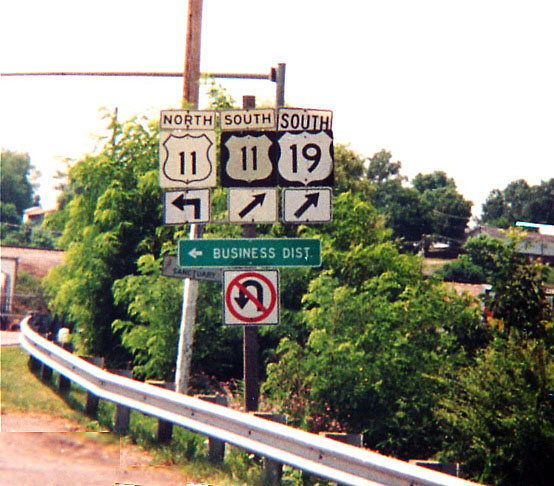 NORTH SOUTH SOUTH
11 11 19
BUSINESS DIST.
SANCTUARY